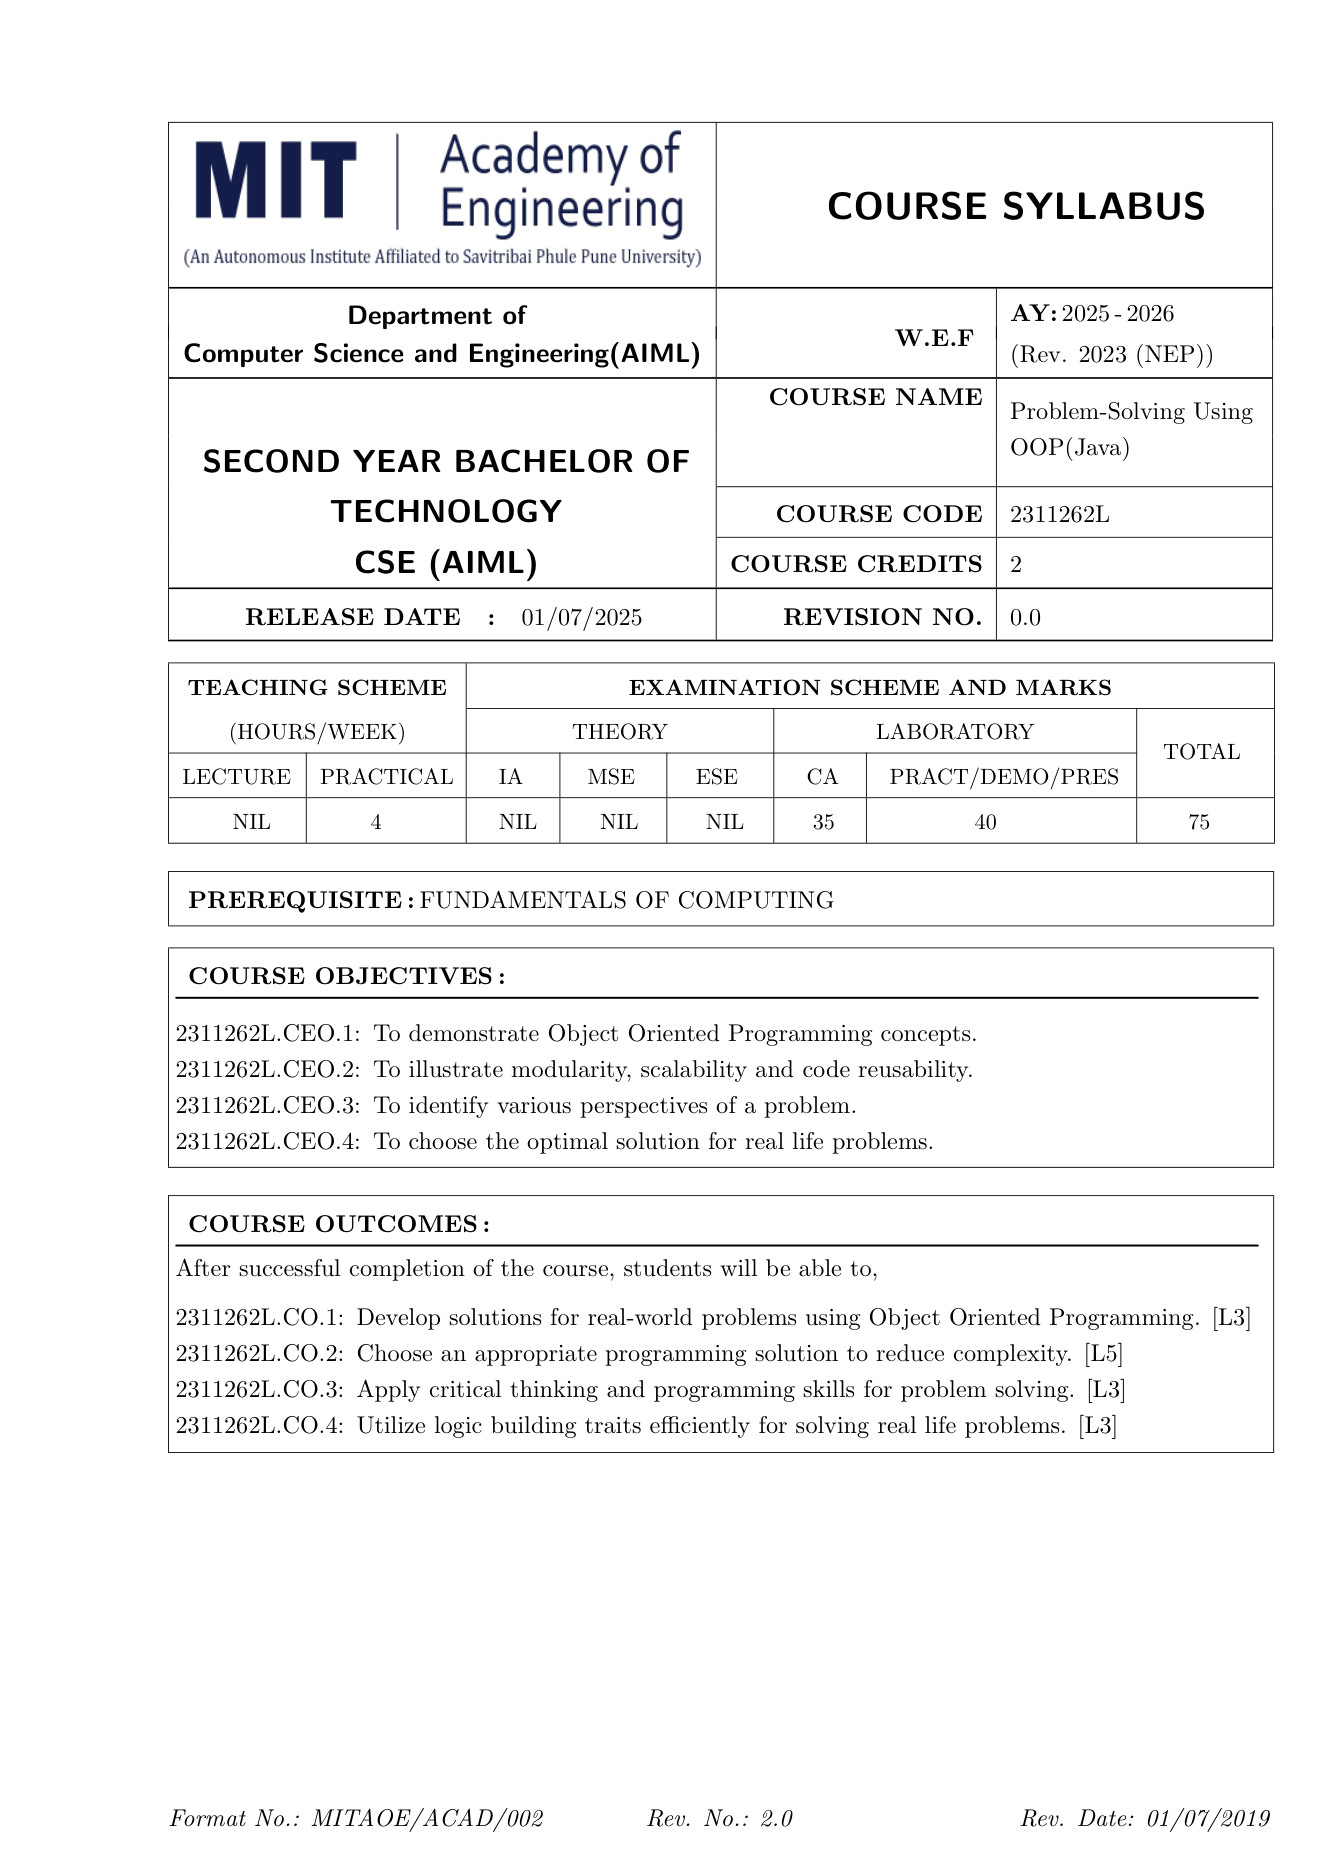 MIT Academy of
Engineering
(An Autonomous Institute Affiliated to Savitribai Phule Pune University)
COURSE SYLLABUS
Department of
Computer Science and Engineering(AIML)
W.E.F
AY: 2025 - 2026
(Rev. 2023 (NEP))
SECOND YEAR BACHELOR OF
TECHNOLOGY
CSE (AIML)
COURSE NAME
Problem-Solving Using
OOP(Java)
COURSE CODE 2311262L
COURSE CREDITS 2
RELEASE DATE : 01/07/2025 REVISION NO. 0.0
TEACHING SCHEME EXAMINATION SCHEME AND MARKS
(HOURS/WEEK) THEORY LABORATORY TOTAL
LECTURE PRACTICAL IA MSE ESE CA PRACT/DEMO/PRES
NIL 4 NIL NIL NIL 35 40 75
PREREQUISITE : FUNDAMENTALS OF COMPUTING
COURSE OBJECTIVES :
2311262L.CEO.1: To demonstrate Object Oriented Programming concepts.
2311262L.CEO.2: To illustrate modularity, scalability and code reusability.
2311262L.CEO.3: To identify various perspectives of a problem.
2311262L.CEO.4: To choose the optimal solution for real life problems.
COURSE OUTCOMES :
After successful completion of the course, students will be able to,
2311262L.CO.1: Develop solutions for real-world problems using Object Oriented Programming. [L3]
2311262L.CO.2: Choose an appropriate programming solution to reduce complexity. [L5]
2311262L.CO.3: Apply critical thinking and programming skills for problem solving. [L3]
2311262L.CO.4: Utilize logic building traits efficiently for solving real life problems. [L3]
Format No.: MITAOE/ACAD/002 Rev. No.: 2.0 Rev. Date: 01/07/2019